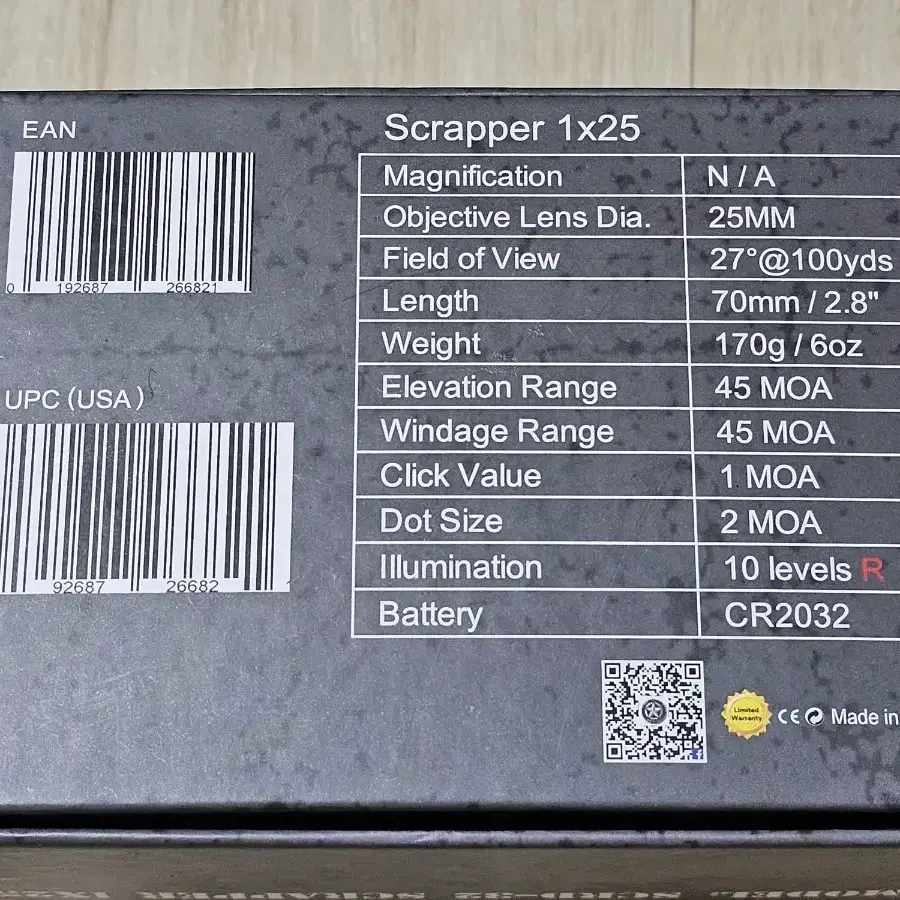 EAN
0 192687 266821
UPC (USA)
92687 26682 1
Scrapper 1x25
Magnification N / A
Objective Lens Dia. 25MM
Field of View 27°@100yds
Length 70mm / 2.8"
Weight 170g / 6oz
Elevation Range 45 MOA
Windage Range 45 MOA
Click Value 1 MOA
Dot Size 2 MOA
Illumination 10 levels R
Battery CR2032
Limited
Warranty
CE Made in